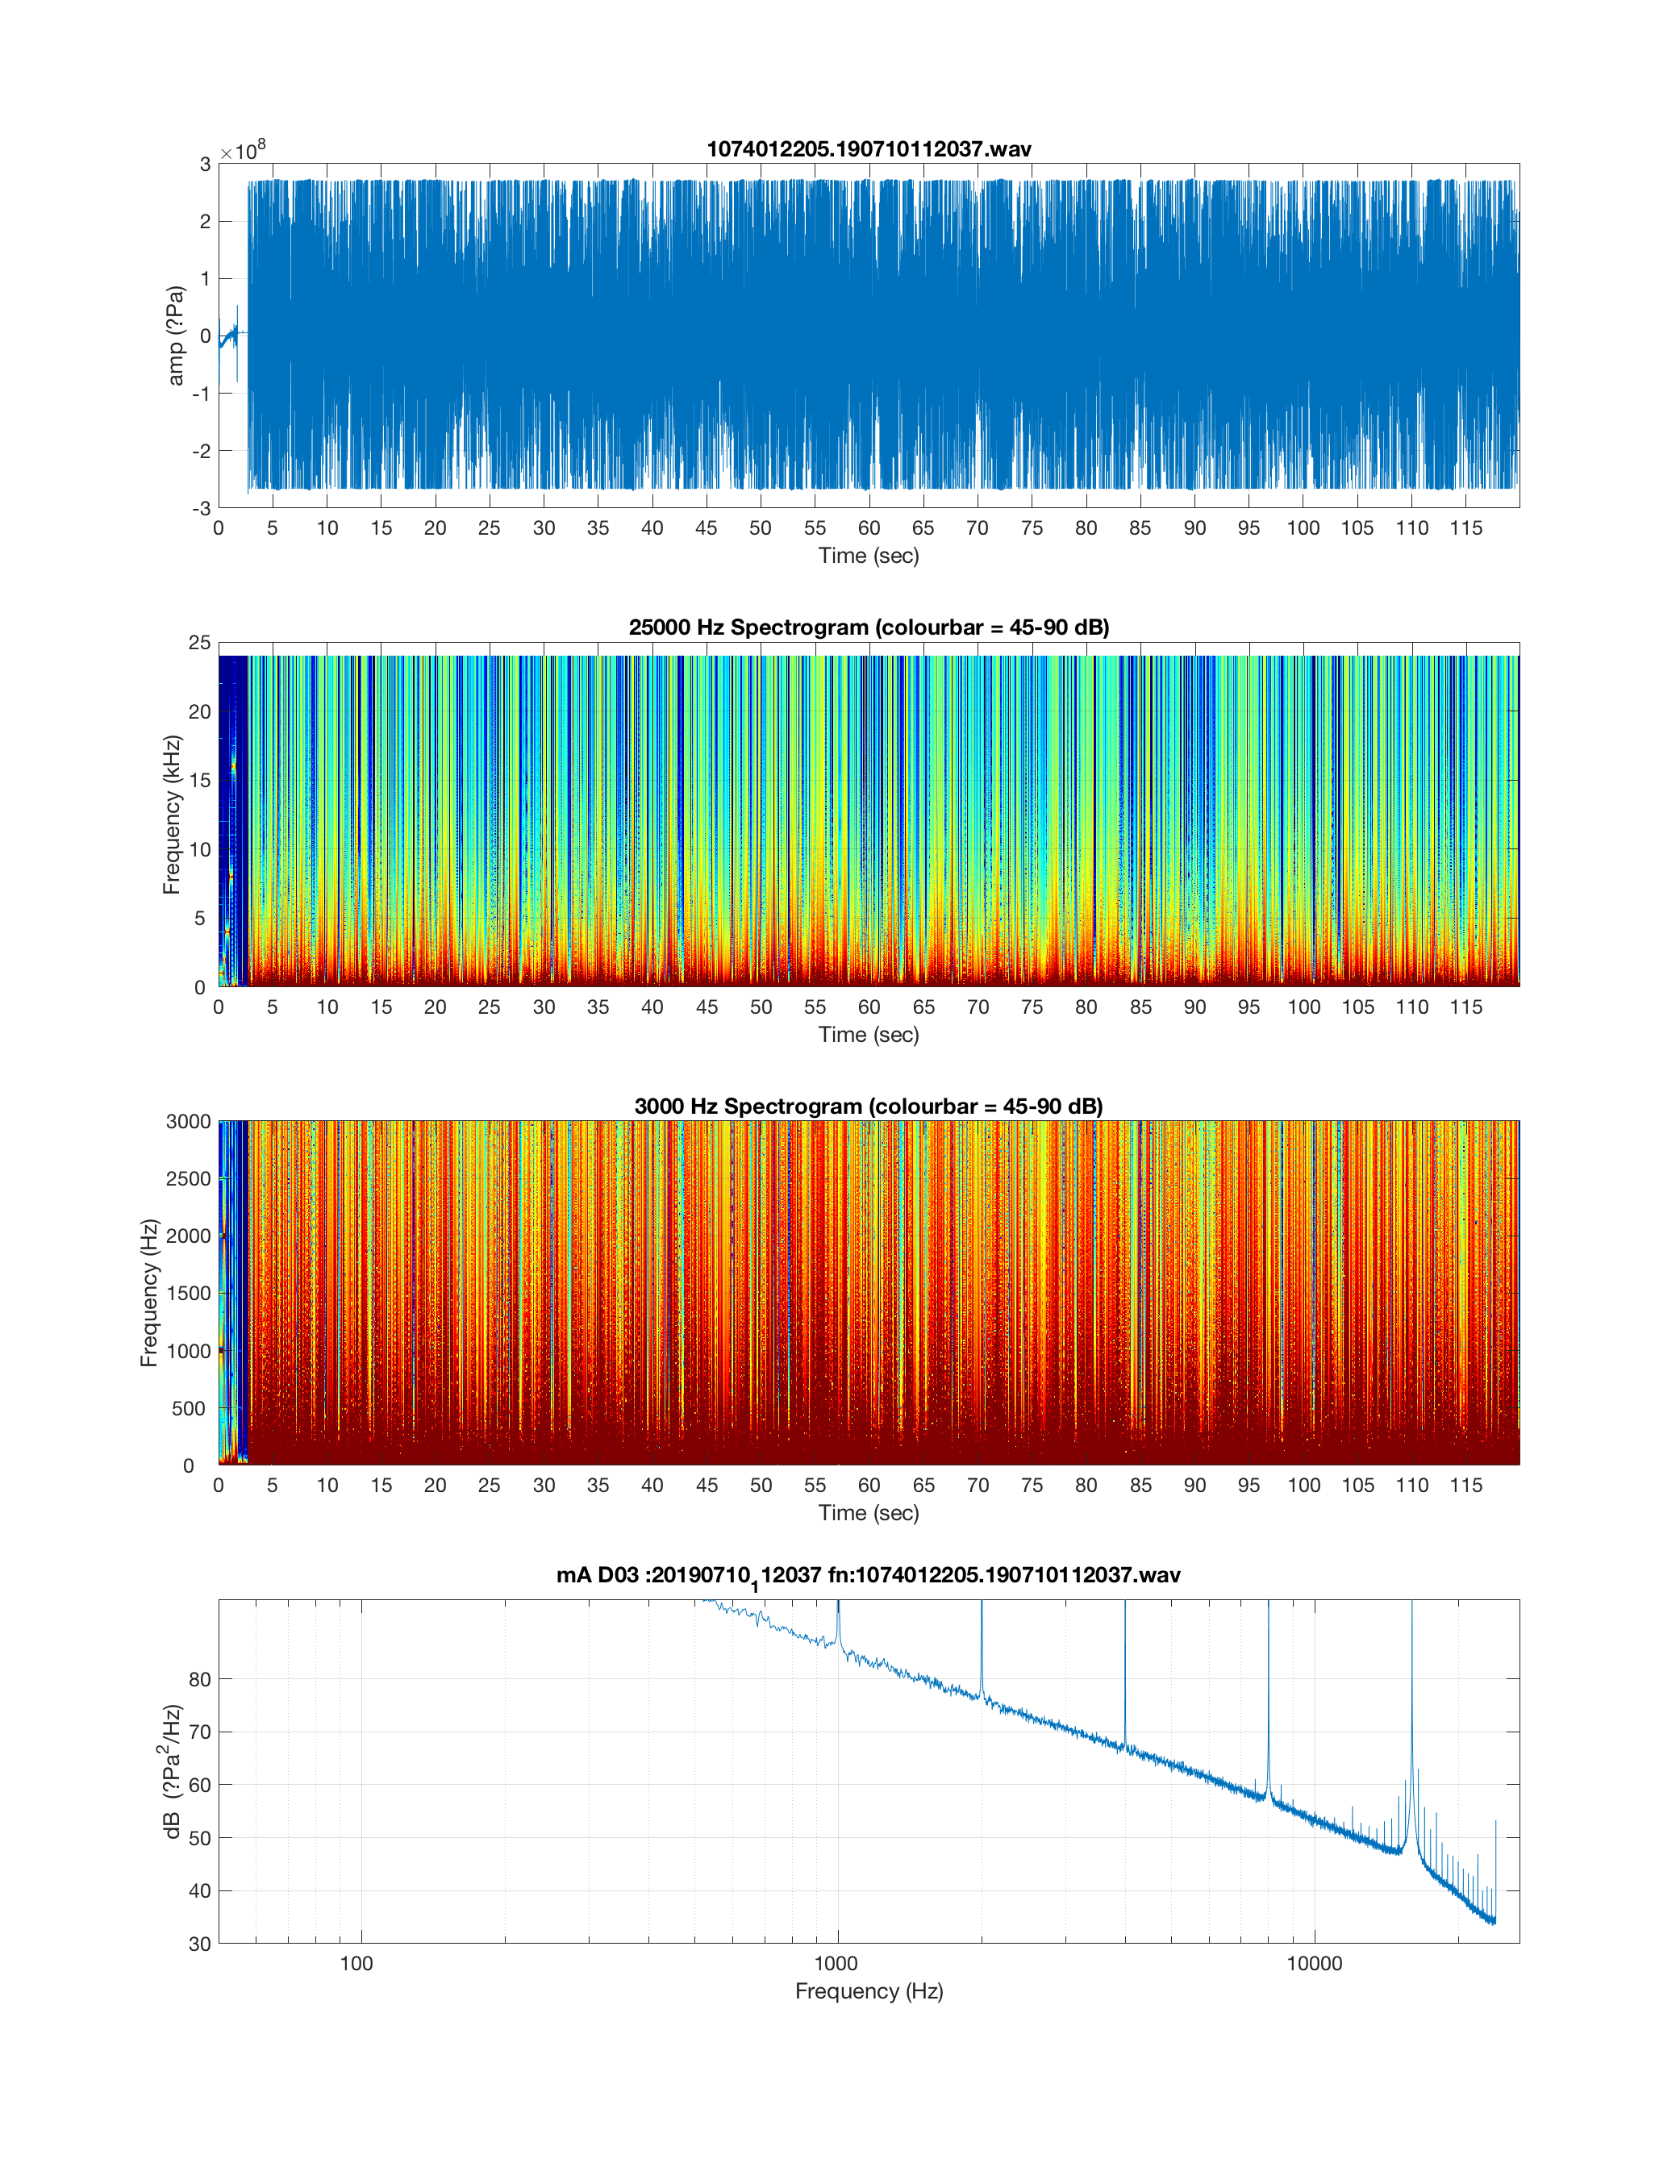 1074012205.190710112037.wav
×10⁸
3
2
1
0
-1
-2
-3
amp (?Pa)
0 5 10 15 20 25 30 35 40 45 50 55 60 65 70 75 80 85 90 95 100 105 110 115
Time (sec)
25000 Hz Spectrogram (colourbar = 45-90 dB)
25
20
15
10
5
0
Frequency (kHz)
0 5 10 15 20 25 30 35 40 45 50 55 60 65 70 75 80 85 90 95 100 105 110 115
Time (sec)
3000 Hz Spectrogram (colourbar = 45-90 dB)
3000
2500
2000
1500
1000
500
0
Frequency (Hz)
0 5 10 15 20 25 30 35 40 45 50 55 60 65 70 75 80 85 90 95 100 105 110 115
Time (sec)
mA D03 :20190710₁12037 fn:1074012205.190710112037.wav
80
70
60
50
40
30
dB (?Pa²/Hz)
100 1000 10000
Frequency (Hz)